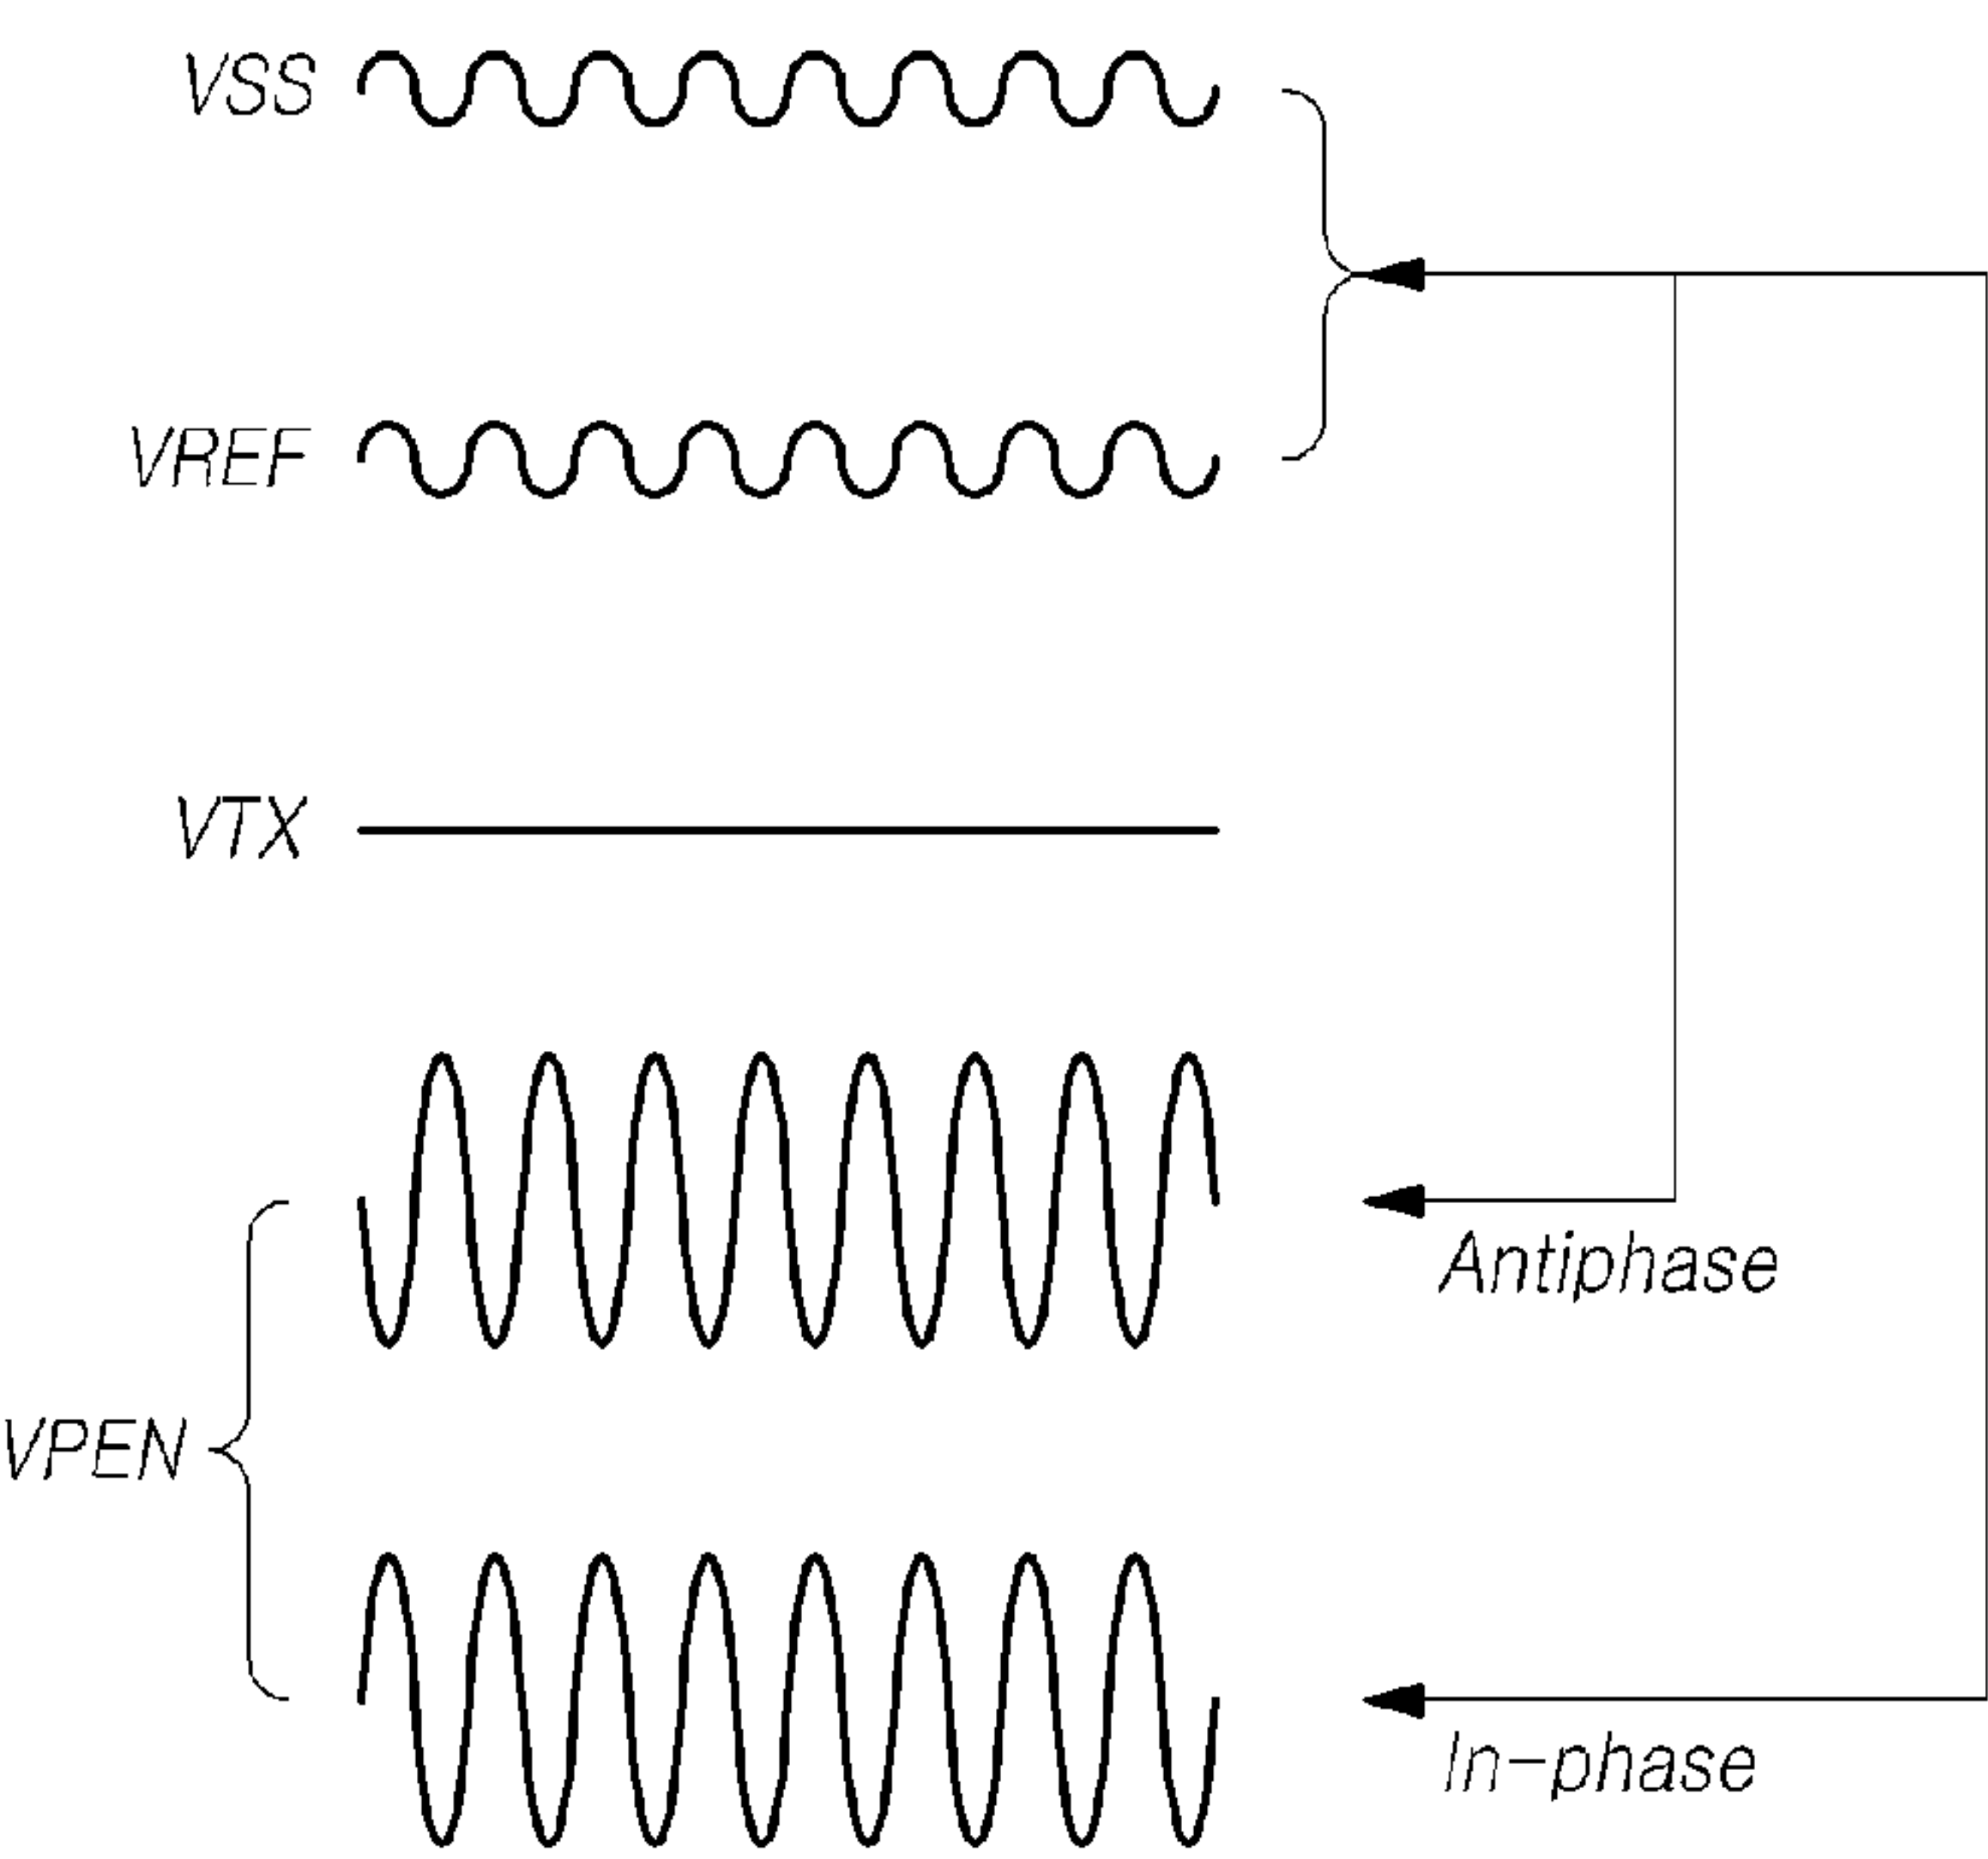 VSS
VREF
VTX
Antiphase
VPEN
In-phase